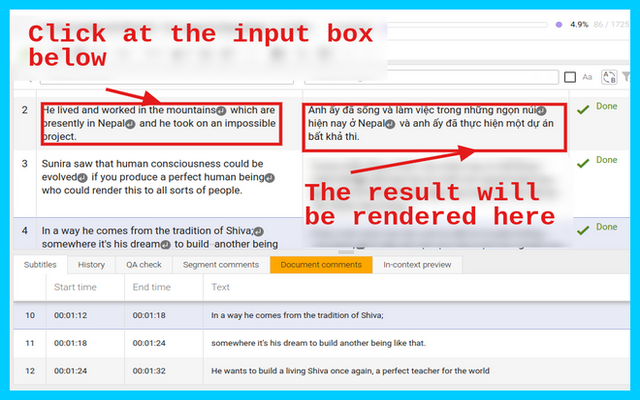 Click at the input box
below
4.9% 86 / 1725
Aa
2 He lived and worked in the mountains which are
presently in Nepal and he took on an impossible
project.
Anh ấy đã sống và làm việc trong những ngọn núi
hiện nay ở Nepal và anh ấy đã thực hiện một dự án
bất khả thi.
Done
3 Sunira saw that human consciousness could be
evolved if you produce a perfect human being
who could render this to all sorts of people.
Done
The result will
be rendered here
4 In a way he comes from the tradition of Shiva;
somewhere it's his dream to build another being
Done
Subtitles History QA check Segment comments Document comments In-context preview
Start time End time Text
10 00:01:12 00:01:18 In a way he comes from the tradition of Shiva;
11 00:01:18 00:01:24 somewhere it's his dream to build another being like that.
12 00:01:24 00:01:32 He wants to build a living Shiva once again, a perfect teacher for the world